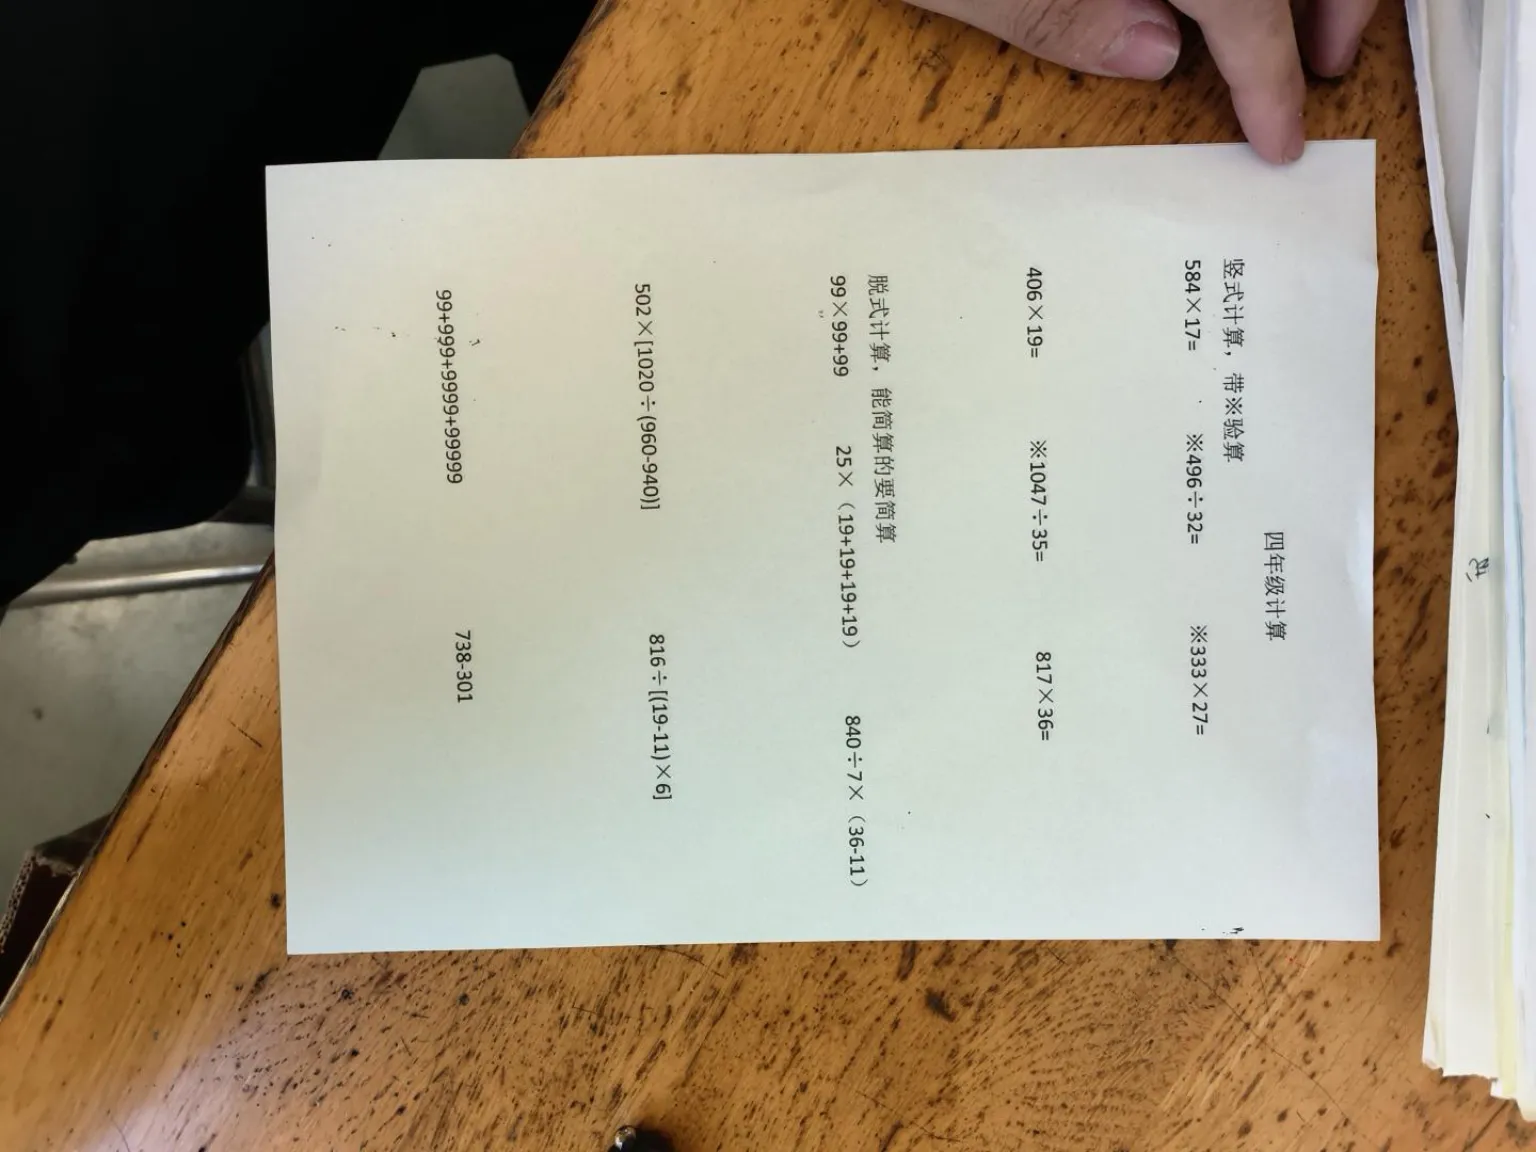 四年级计算
竖式计算，带※验算
584×17= ※496÷32= ※333×27=
406×19= ※1047÷35= 817×36=
脱式计算，能简算的要简算
99×99+99 25×（19+19+19+19） 840÷7×（36-11）
502×[1020÷(960-940)] 816÷[(19-11)×6]
99+999+9999+99999 738-301